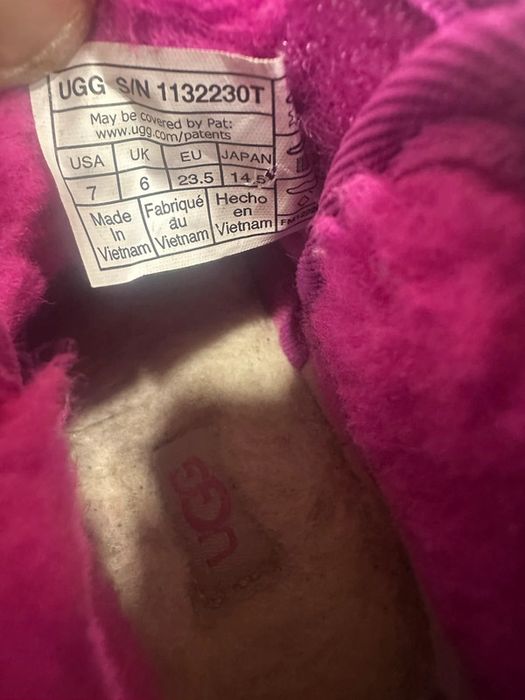 UGG S/N 1132230T
May be covered by Pat:
www.ugg.com/patents
USA UK EU JAPAN
7 6 23.5 14.5
Made In Vietnam
Fabriqué au Vietnam
Hecho en Vietnam
UGG